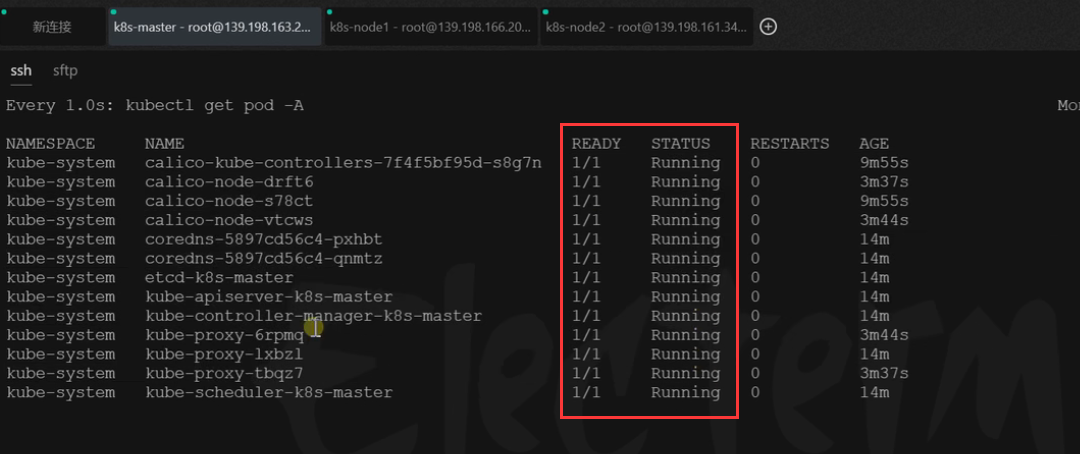 新连接 k8s-master - root@139.198.163.2... k8s-node1 - root@139.198.166.20... k8s-node2 - root@139.198.161.34...
ssh sftp
Every 1.0s: kubectl get pod -A
NAMESPACE NAME READY STATUS RESTARTS AGE
kube-system calico-kube-controllers-7f4f5bf95d-s8g7n 1/1 Running 0 9m55s
kube-system calico-node-drft6 1/1 Running 0 3m37s
kube-system calico-node-s78ct 1/1 Running 0 9m55s
kube-system calico-node-vtcws 1/1 Running 0 3m44s
kube-system coredns-5897cd56c4-pxhbt 1/1 Running 0 14m
kube-system coredns-5897cd56c4-qnmtz 1/1 Running 0 14m
kube-system etcd-k8s-master 1/1 Running 0 14m
kube-system kube-apiserver-k8s-master 1/1 Running 0 14m
kube-system kube-controller-manager-k8s-master 1/1 Running 0 14m
kube-system kube-proxy-6rpmq 1/1 Running 0 3m44s
kube-system kube-proxy-lxbzl 1/1 Running 0 14m
kube-system kube-proxy-tbqz7 1/1 Running 0 3m37s
kube-system kube-scheduler-k8s-master 1/1 Running 0 14m
Electerm